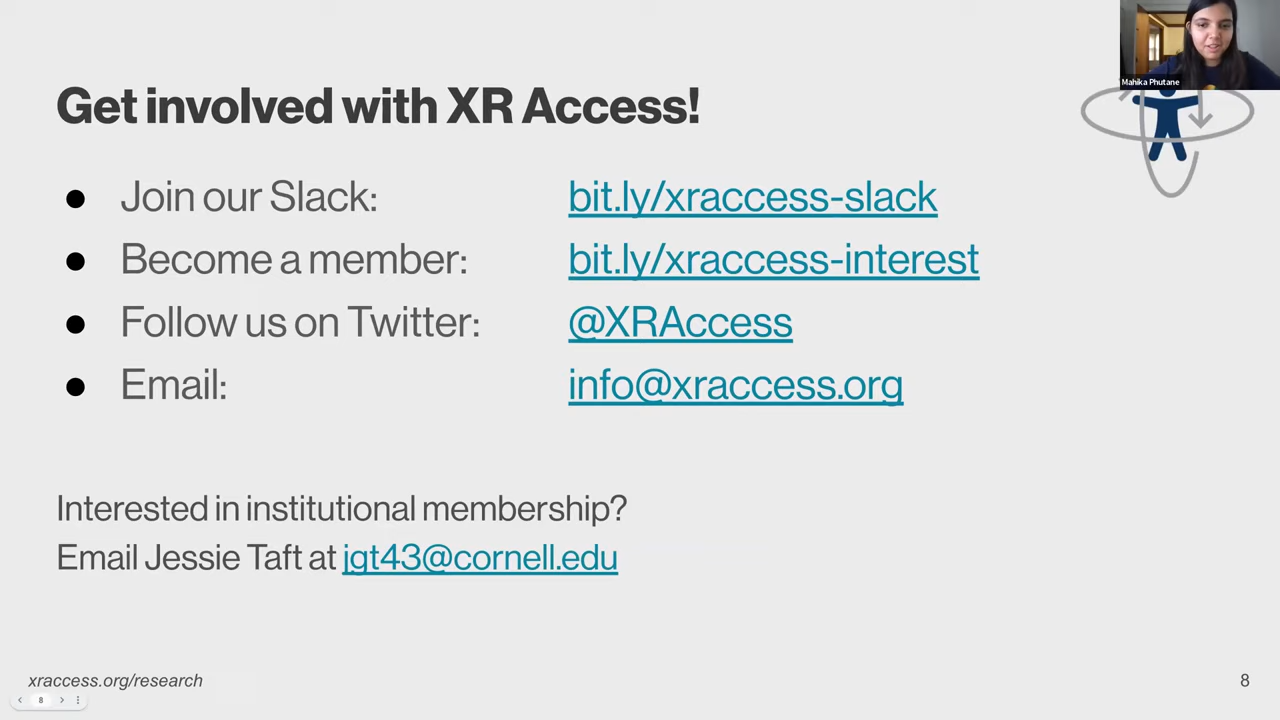 Mahika Phutane
Get involved with XR Access!
● Join our Slack: bit.ly/xraccess-slack
● Become a member: bit.ly/xraccess-interest
● Follow us on Twitter: @XRAccess
● Email: info@xraccess.org
Interested in institutional membership?
Email Jessie Taft at jgt43@cornell.edu
xraccess.org/research
8
8